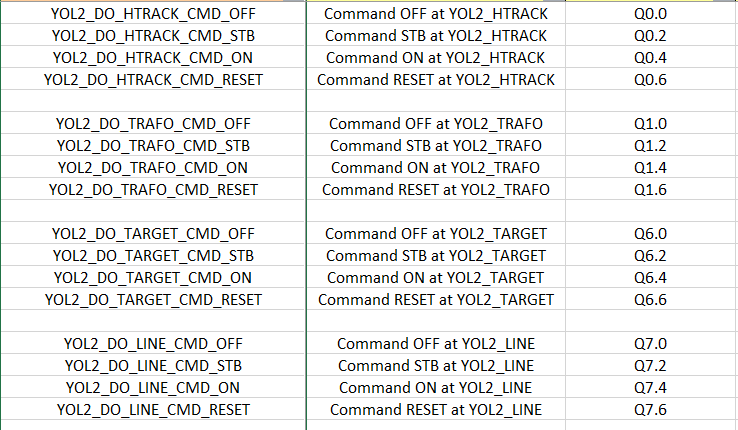 YOL2_DO_HTRACK_CMD_OFF Command OFF at YOL2_HTRACK Q0.0
YOL2_DO_HTRACK_CMD_STB Command STB at YOL2_HTRACK Q0.2
YOL2_DO_HTRACK_CMD_ON Command ON at YOL2_HTRACK Q0.4
YOL2_DO_HTRACK_CMD_RESET Command RESET at YOL2_HTRACK Q0.6
YOL2_DO_TRAFO_CMD_OFF Command OFF at YOL2_TRAFO Q1.0
YOL2_DO_TRAFO_CMD_STB Command STB at YOL2_TRAFO Q1.2
YOL2_DO_TRAFO_CMD_ON Command ON at YOL2_TRAFO Q1.4
YOL2_DO_TRAFO_CMD_RESET Command RESET at YOL2_TRAFO Q1.6
YOL2_DO_TARGET_CMD_OFF Command OFF at YOL2_TARGET Q6.0
YOL2_DO_TARGET_CMD_STB Command STB at YOL2_TARGET Q6.2
YOL2_DO_TARGET_CMD_ON Command ON at YOL2_TARGET Q6.4
YOL2_DO_TARGET_CMD_RESET Command RESET at YOL2_TARGET Q6.6
YOL2_DO_LINE_CMD_OFF Command OFF at YOL2_LINE Q7.0
YOL2_DO_LINE_CMD_STB Command STB at YOL2_LINE Q7.2
YOL2_DO_LINE_CMD_ON Command ON at YOL2_LINE Q7.4
YOL2_DO_LINE_CMD_RESET Command RESET at YOL2_LINE Q7.6